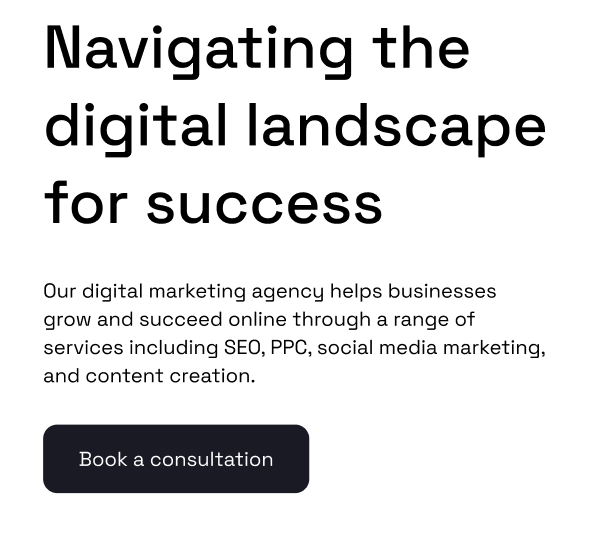 Navigating the
digital landscape
for success
Our digital marketing agency helps businesses
grow and succeed online through a range of
services including SEO, PPC, social media marketing,
and content creation.
Book a consultation